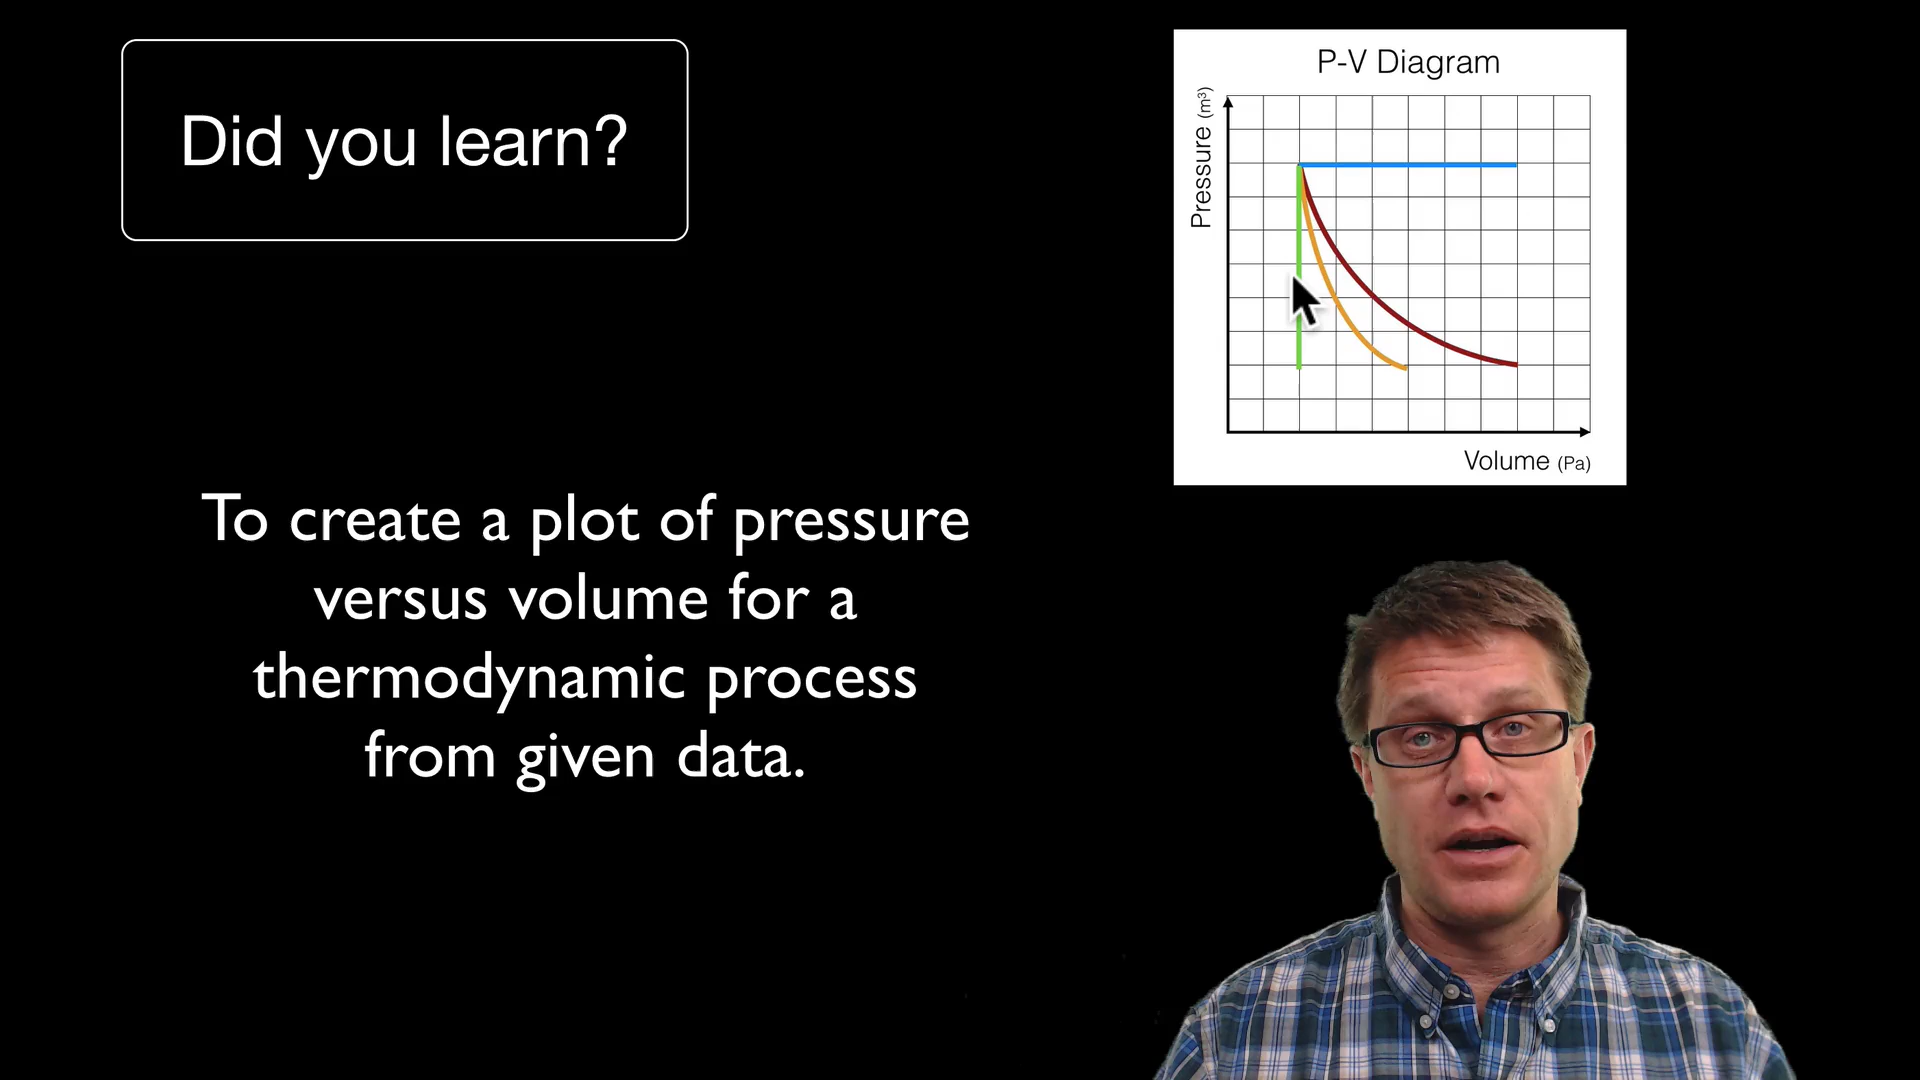 Did you learn?
P-V Diagram
Pressure (m³)
Volume (Pa)
To create a plot of pressure
versus volume for a
thermodynamic process
from given data.